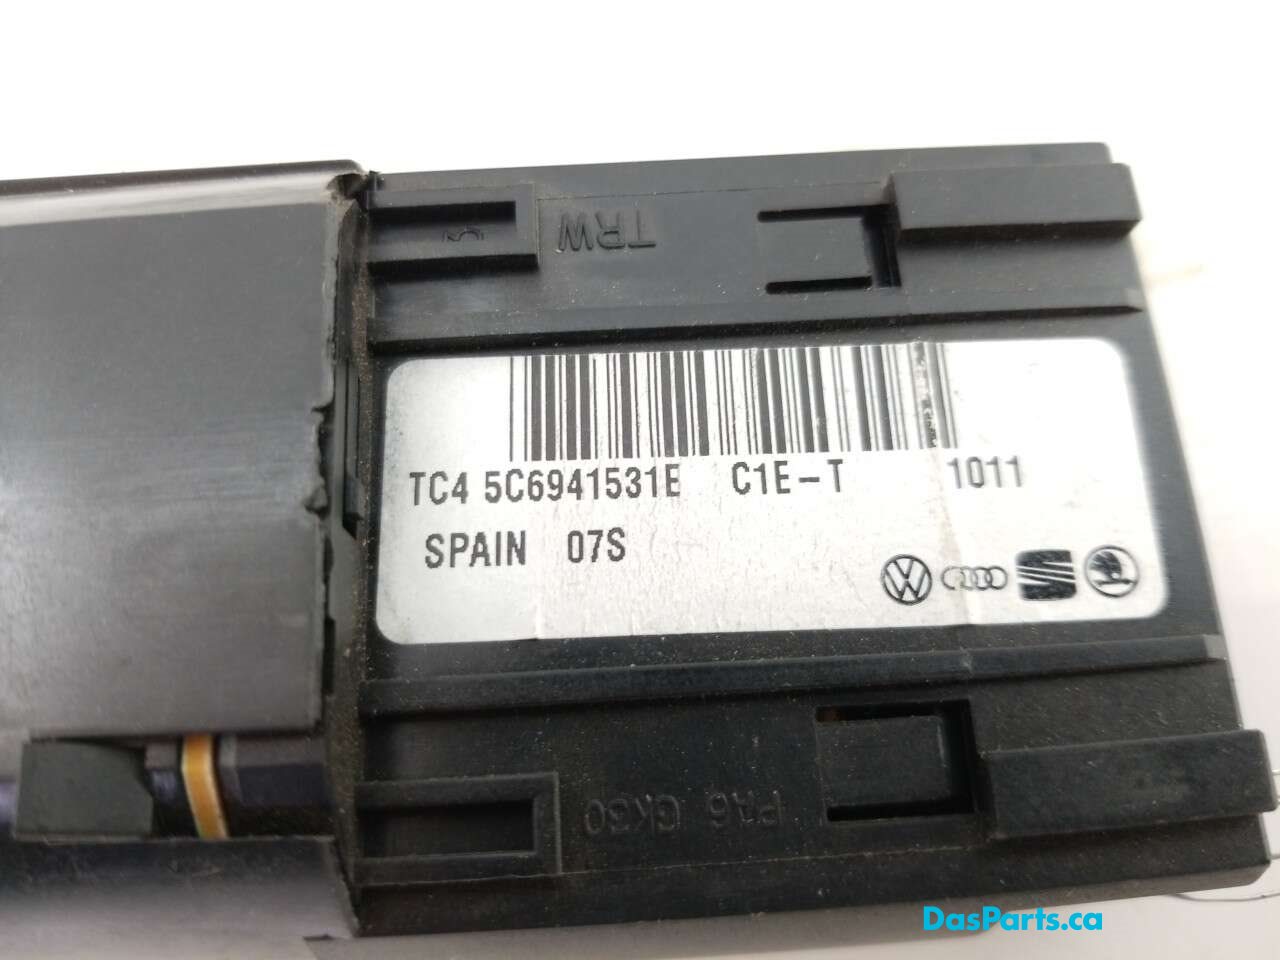 TRW
TC4 5C6941531E C1E-T 1011
SPAIN 07S
PA6 GK30
DasParts.ca